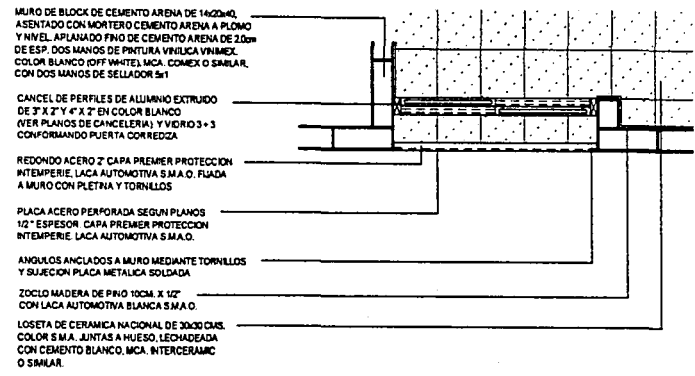 MURO DE BLOCK DE CEMENTO ARENA DE 14x20x40,
ASENTADO CON MORTERO CEMENTO ARENA A PLOMO
Y NIVEL. APLANADO FINO DE CEMENTO ARENA DE 2.0cm
DE ESP. DOS MANOS DE PINTURA VINILICA VINIMEX.
COLOR BLANCO (OFF WHITE), MCA. COMEX O SIMILAR,
CON DOS MANOS DE SELLADOR 5x1
CANCEL DE PERFILES DE ALUMINIO EXTRUIDO
DE 3" X 2" Y 4" X 2" EN COLOR BLANCO
(VER PLANOS DE CANCELERIA) Y VIDRIO 3 + 3
CONFORMANDO PUERTA CORREDIZA
REDONDO ACERO 2" CAPA PREMIER PROTECCION
INTEMPERIE, LACA AUTOMOTIVA S.M.A.O. FIJADA
A MURO CON PLETINA Y TORNILLOS
PLACA ACERO PERFORADA SEGUN PLANOS
1/2" ESPESOR. CAPA PREMIER PROTECCION
INTEMPERIE. LACA AUTOMOTIVA S.M.A.O.
ANGULOS ANCLADOS A MURO MEDIANTE TORNILLOS
Y SUJECION PLACA METALICA SOLDADA
ZOCLO MADERA DE PINO 10CM. X 1/2"
CON LACA AUTOMOTIVA BLANCA S.M.A.O.
LOSETA DE CERAMICA NACIONAL DE 30x30 CMS.
COLOR S.M.A. JUNTAS A HUESO, LECHADEADA
CON CEMENTO BLANCO, MCA. INTERCERAMIC
O SIMILAR.